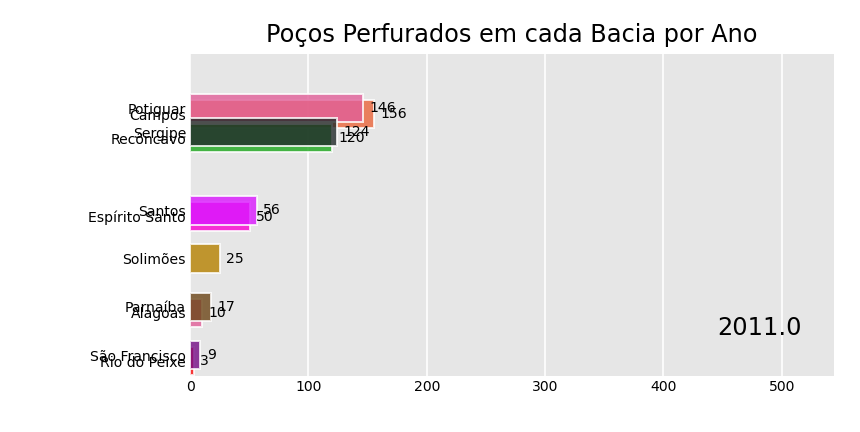 Poços Perfurados em cada Bacia por Ano
Potiguar 146
Campos 156
Sergipe 124
Recôncavo 120
Santos 56
Espírito Santo 50
Solimões 25
Parnaíba 17
Alagoas 10
São Francisco 9
Rio do Peixe 3
2011.0
0 100 200 300 400 500